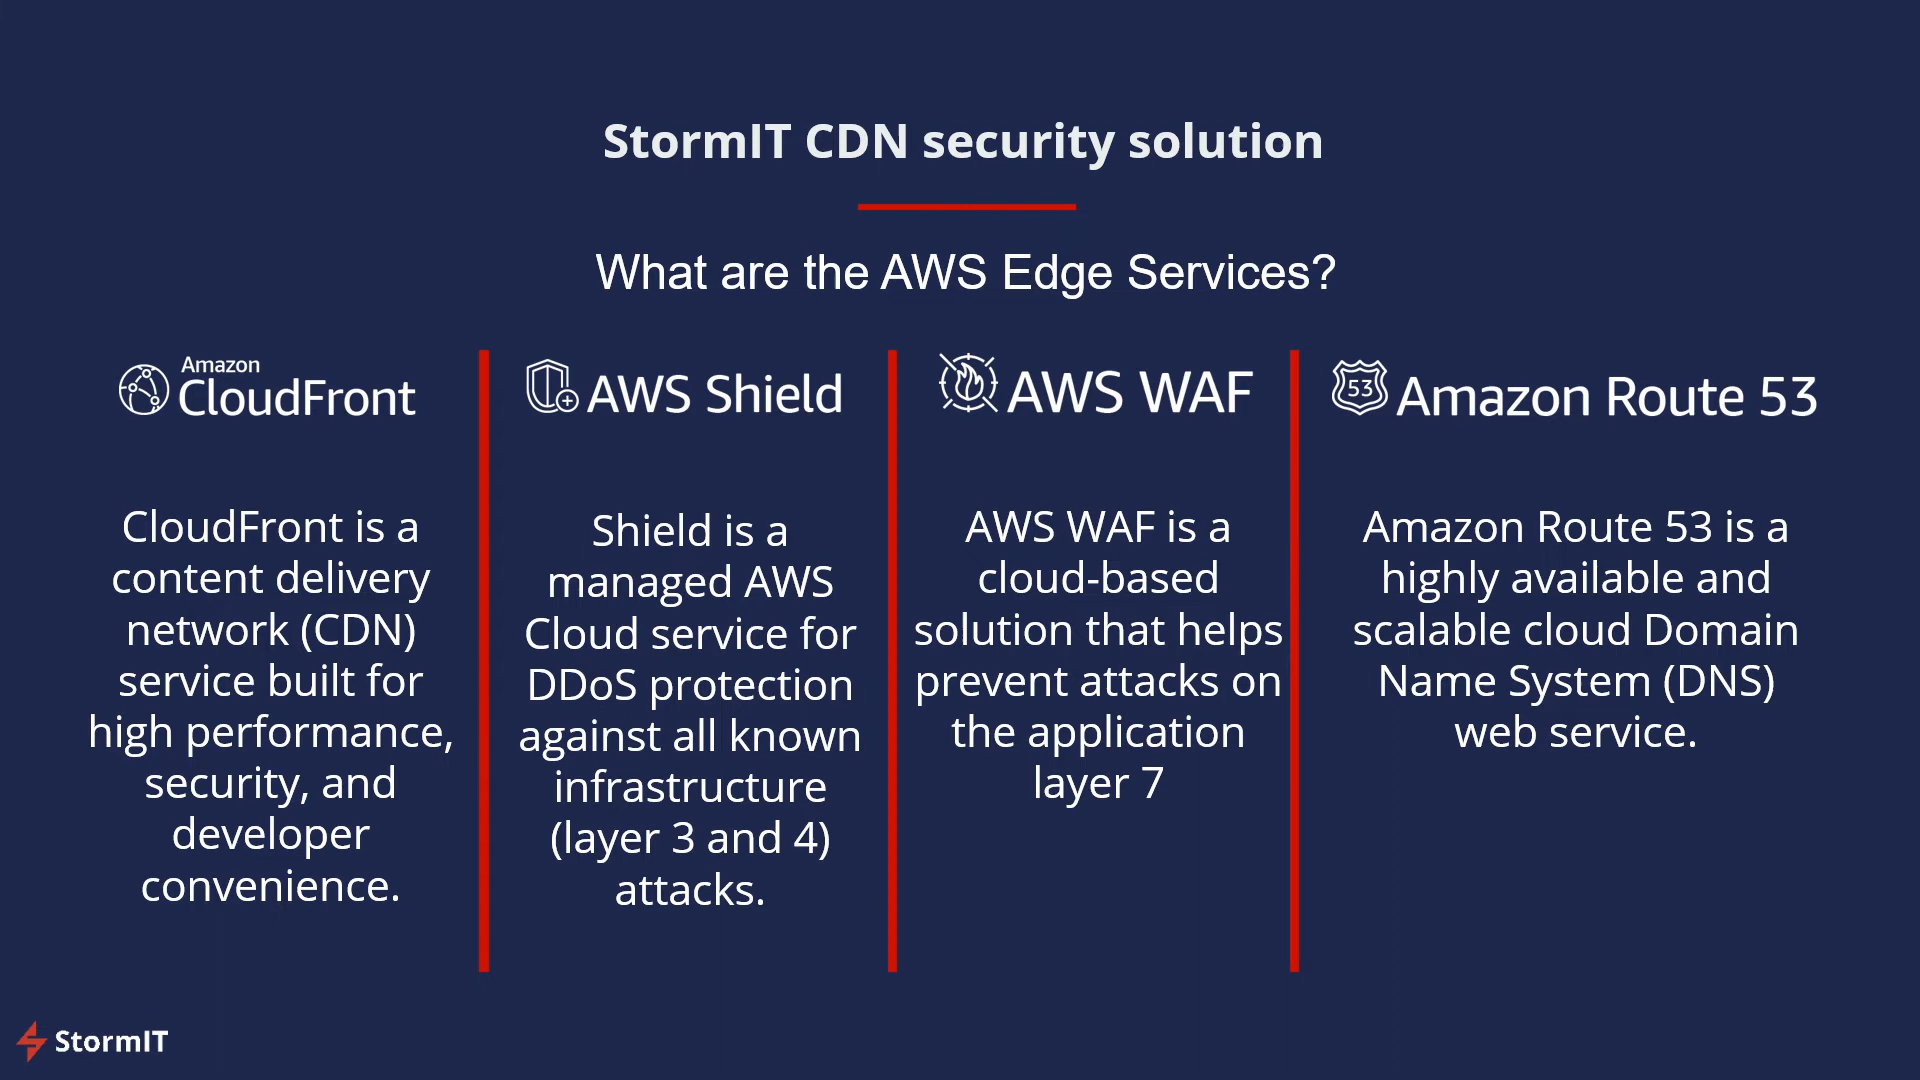 StormIT CDN security solution
What are the AWS Edge Services?
Amazon
CloudFront
CloudFront is a
content delivery
network (CDN)
service built for
high performance,
security, and
developer
convenience.
AWS Shield
Shield is a
managed AWS
Cloud service for
DDoS protection
against all known
infrastructure
(layer 3 and 4)
attacks.
AWS WAF
AWS WAF is a
cloud-based
solution that helps
prevent attacks on
the application
layer 7
53
Amazon Route 53
Amazon Route 53 is a
highly available and
scalable cloud Domain
Name System (DNS)
web service.
StormIT